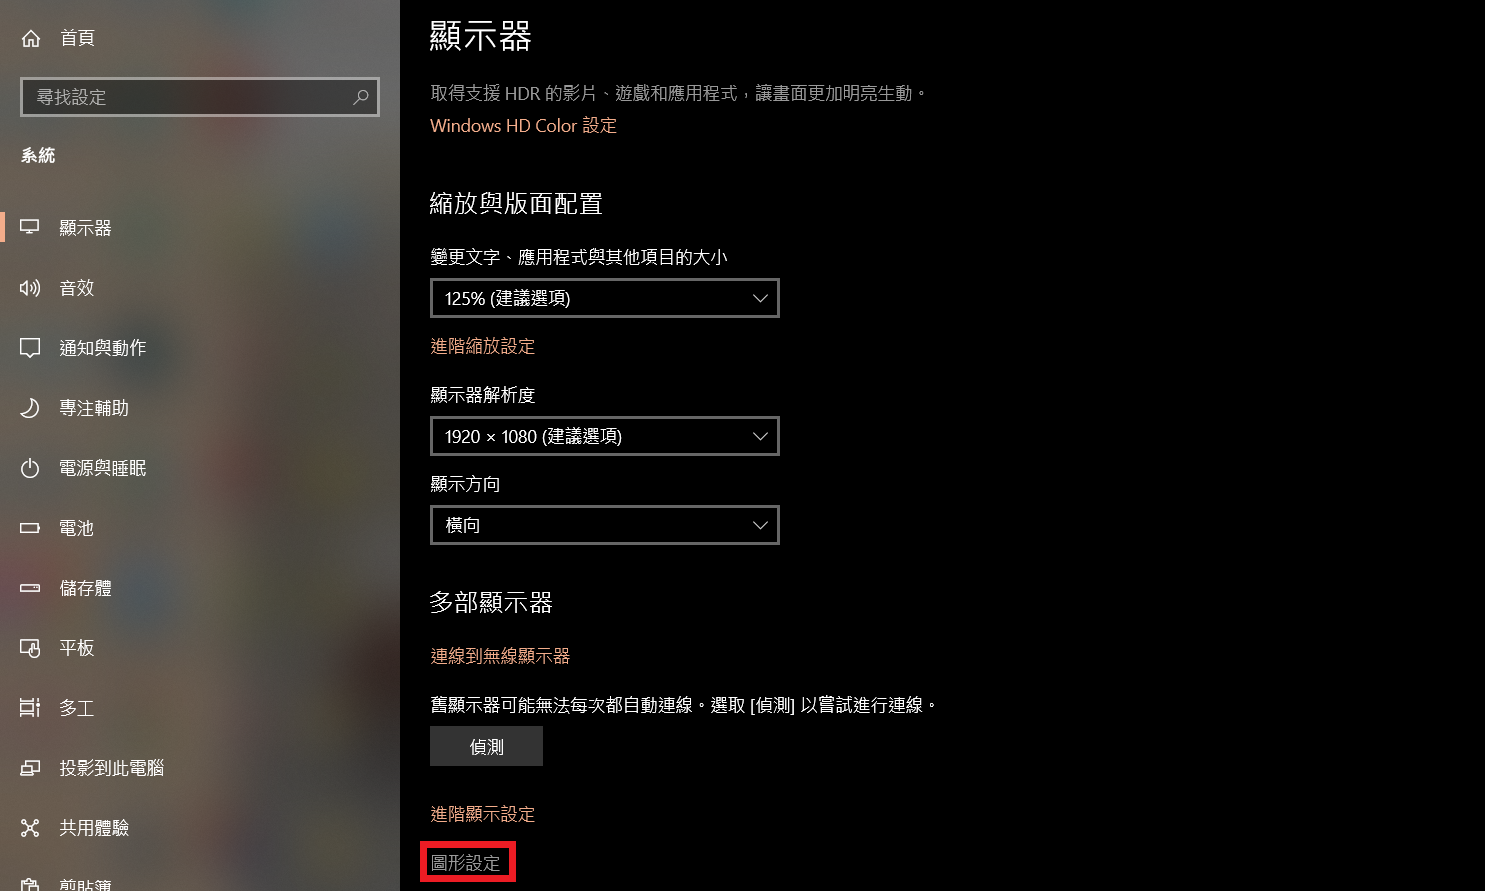 首頁
尋找設定
系統
顯示器
音效
通知與動作
專注輔助
電源與睡眠
電池
儲存體
平板
多工
投影到此電腦
共用體驗
剪貼簿
顯示器
取得支援 HDR 的影片、遊戲和應用程式，讓畫面更加明亮生動。
Windows HD Color 設定
縮放與版面配置
變更文字、應用程式與其他項目的大小
125% (建議選項)
進階縮放設定
顯示器解析度
1920 × 1080 (建議選項)
顯示方向
橫向
多部顯示器
連線到無線顯示器
舊顯示器可能無法每次都自動連線。選取 [偵測] 以嘗試進行連線。
偵測
進階顯示設定
圖形設定